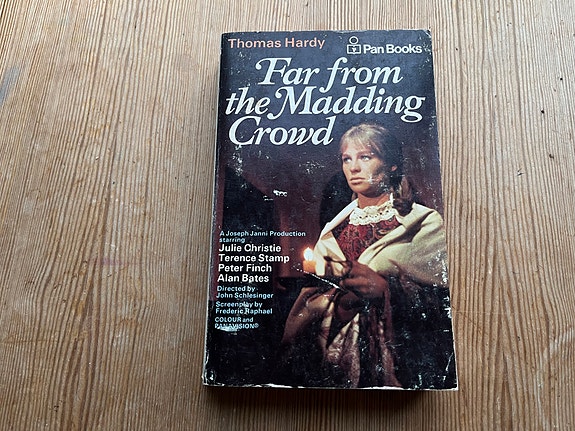 Thomas Hardy
Pan Books
Far from
the Madding
Crowd
A Joseph Janni Production
starring
Julie Christie
Terence Stamp
Peter Finch
Alan Bates
Directed by
John Schlesinger
Screenplay by
Frederic Raphael
COLOUR and
PANAVISION®